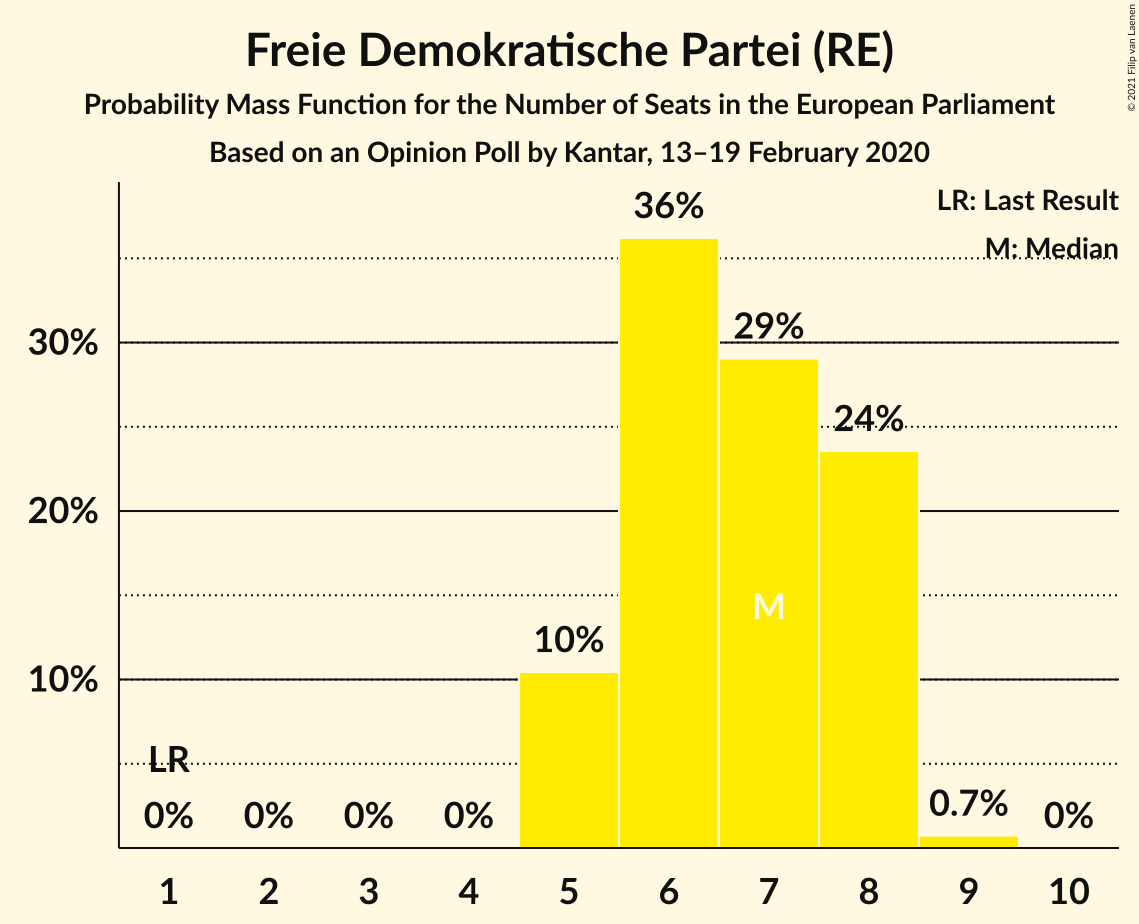 Freie Demokratische Partei (RE)
Probability Mass Function for the Number of Seats in the European Parliament
Based on an Opinion Poll by Kantar, 13–19 February 2020
© 2021 Filip van Laenen
LR: Last Result
M: Median
36%
30%
29%
24%
20%
M
10%
10%
LR
0%
0%
0%
0%
0.7%
0%
1 2 3 4 5 6 7 8 9 10